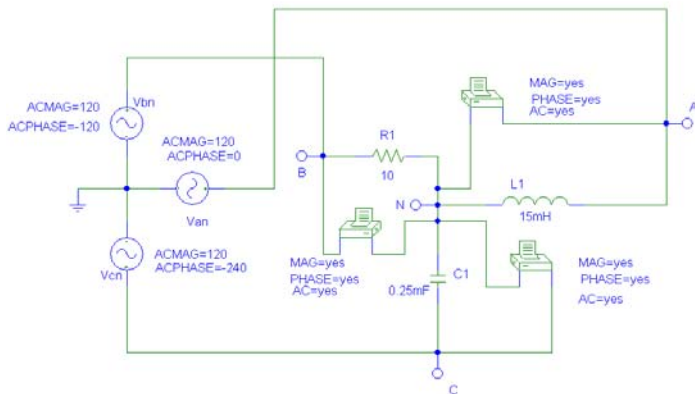 ACMAG=120
ACPHASE=-120
Vbn
ACMAG=120
ACPHASE=0
Van
ACMAG=120
ACPHASE=-240
Vcn
B
R1
10
MAG=yes
PHASE=yes
AC=yes
A
N
L1
15mH
MAG=yes
PHASE=yes
AC=yes
C1
0.25mF
MAG=yes
PHASE=yes
AC=yes
C